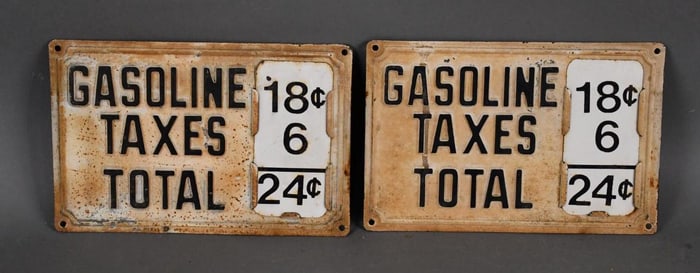 GASOLINE 18¢
TAXES 6
TOTAL 24¢
GASOLINE 18¢
TAXES 6
TOTAL 24¢